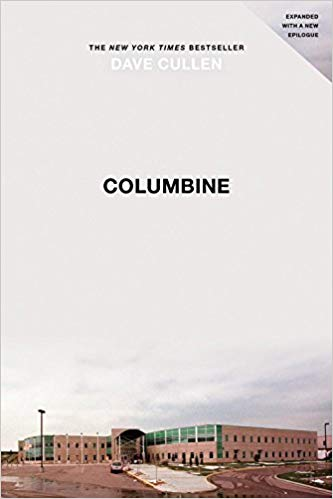 EXPANDED
WITH A NEW
EPILOGUE
THE NEW YORK TIMES BESTSELLER
DAVE CULLEN
COLUMBINE